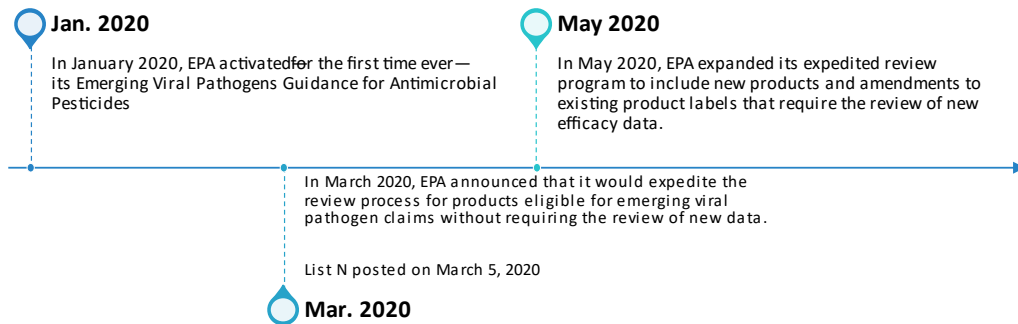 Jan. 2020
In January 2020, EPA activatedfor the first time ever—
its Emerging Viral Pathogens Guidance for Antimicrobial
Pesticides
May 2020
In May 2020, EPA expanded its expedited review
program to include new products and amendments to
existing product labels that require the review of new
efficacy data.
In March 2020, EPA announced that it would expedite the
review process for products eligible for emerging viral
pathogen claims without requiring the review of new data.
List N posted on March 5, 2020
Mar. 2020